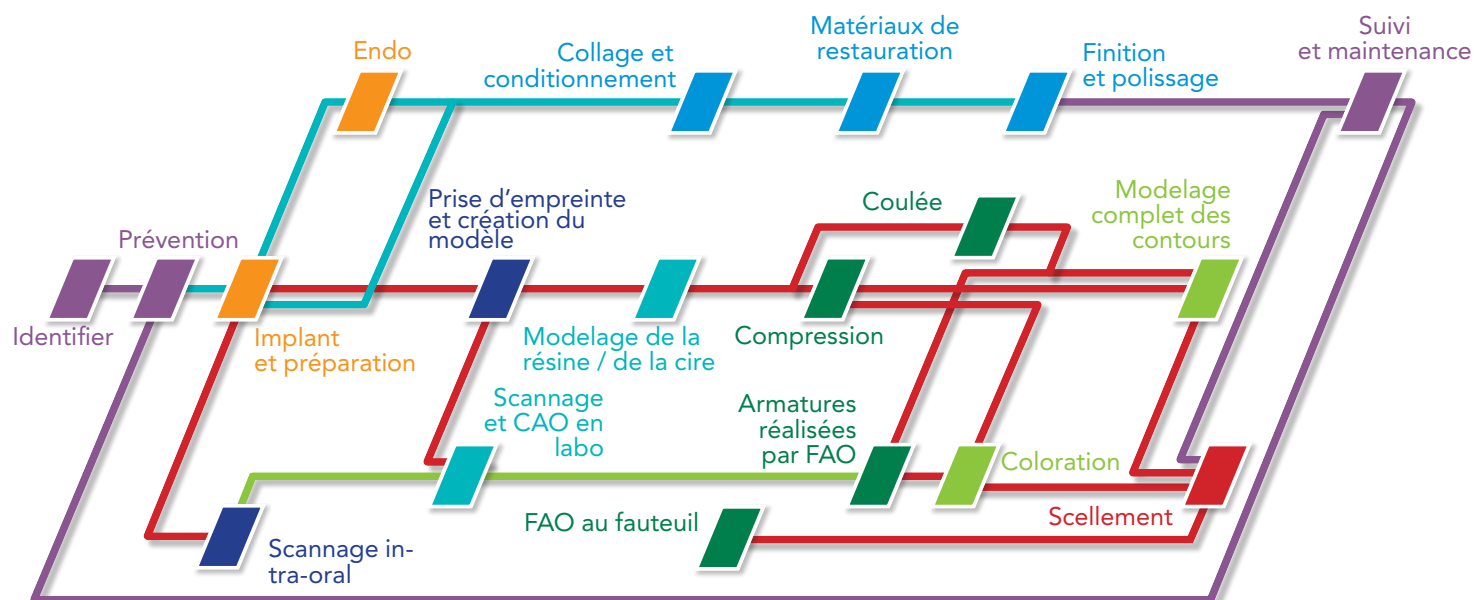 Endo
Collage et
conditionnement
Matériaux de
restauration
Finition
et polissage
Suivi
et maintenance
Prévention
Prise d'empreinte
et création du
modèle
Coulée
Modelage
complet des
contours
Identifier
Implant
et préparation
Modelage de la
résine / de la cire
Compression
Scannage
et CAO en
labo
Armatures
réalisées
par FAO
Coloration
Scannage in-
tra-oral
FAO au fauteuil
Scellement